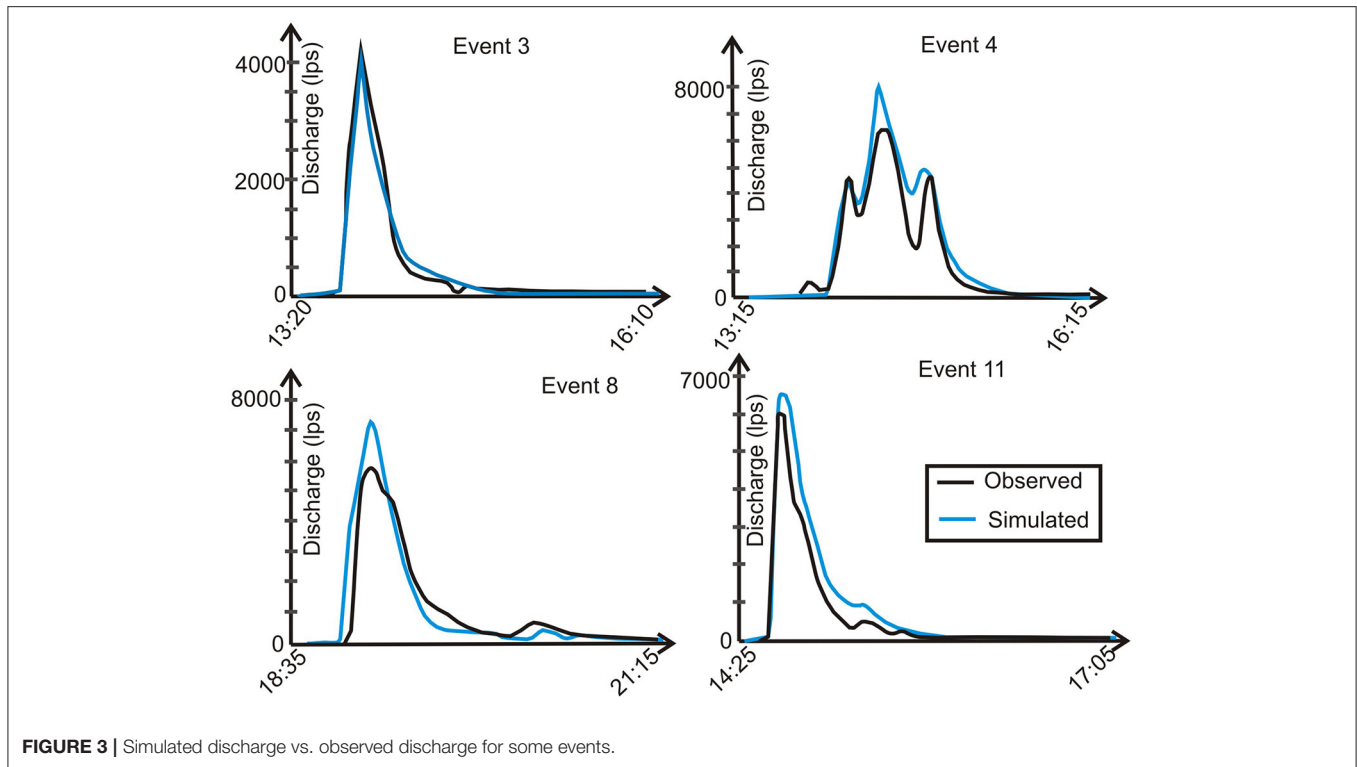 Event 3
Discharge (lps)
4000
2000
0
13:20
16:10
Event 4
Discharge (lps)
8000
0
13:15
16:15
Event 8
Discharge (lps)
8000
0
18:35
21:15
Event 11
Discharge (lps)
7000
0
14:25
17:05
Observed
Simulated
FIGURE 3 | Simulated discharge vs. observed discharge for some events.